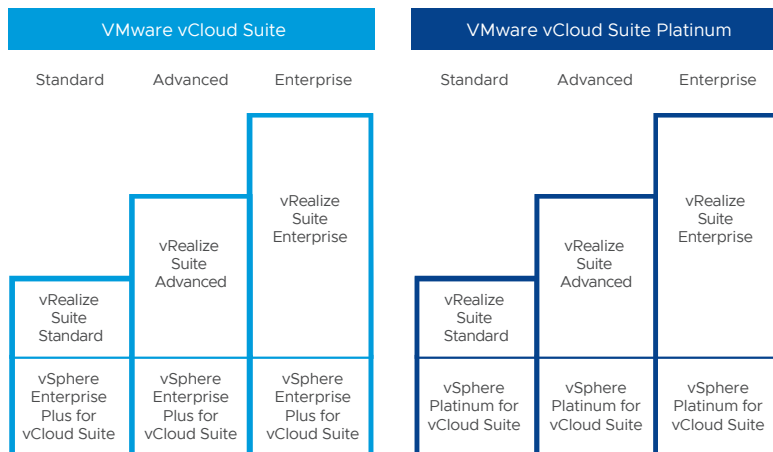 VMware vCloud Suite
Standard
Advanced
Enterprise
vRealize
Suite
Standard
vRealize
Suite
Advanced
vRealize
Suite
Enterprise
vSphere
Enterprise
Plus for
vCloud Suite
vSphere
Enterprise
Plus for
vCloud Suite
vSphere
Enterprise
Plus for
vCloud Suite
VMware vCloud Suite Platinum
Standard
Advanced
Enterprise
vRealize
Suite
Standard
vRealize
Suite
Advanced
vRealize
Suite
Enterprise
vSphere
Platinum for
vCloud Suite
vSphere
Platinum for
vCloud Suite
vSphere
Platinum for
vCloud Suite